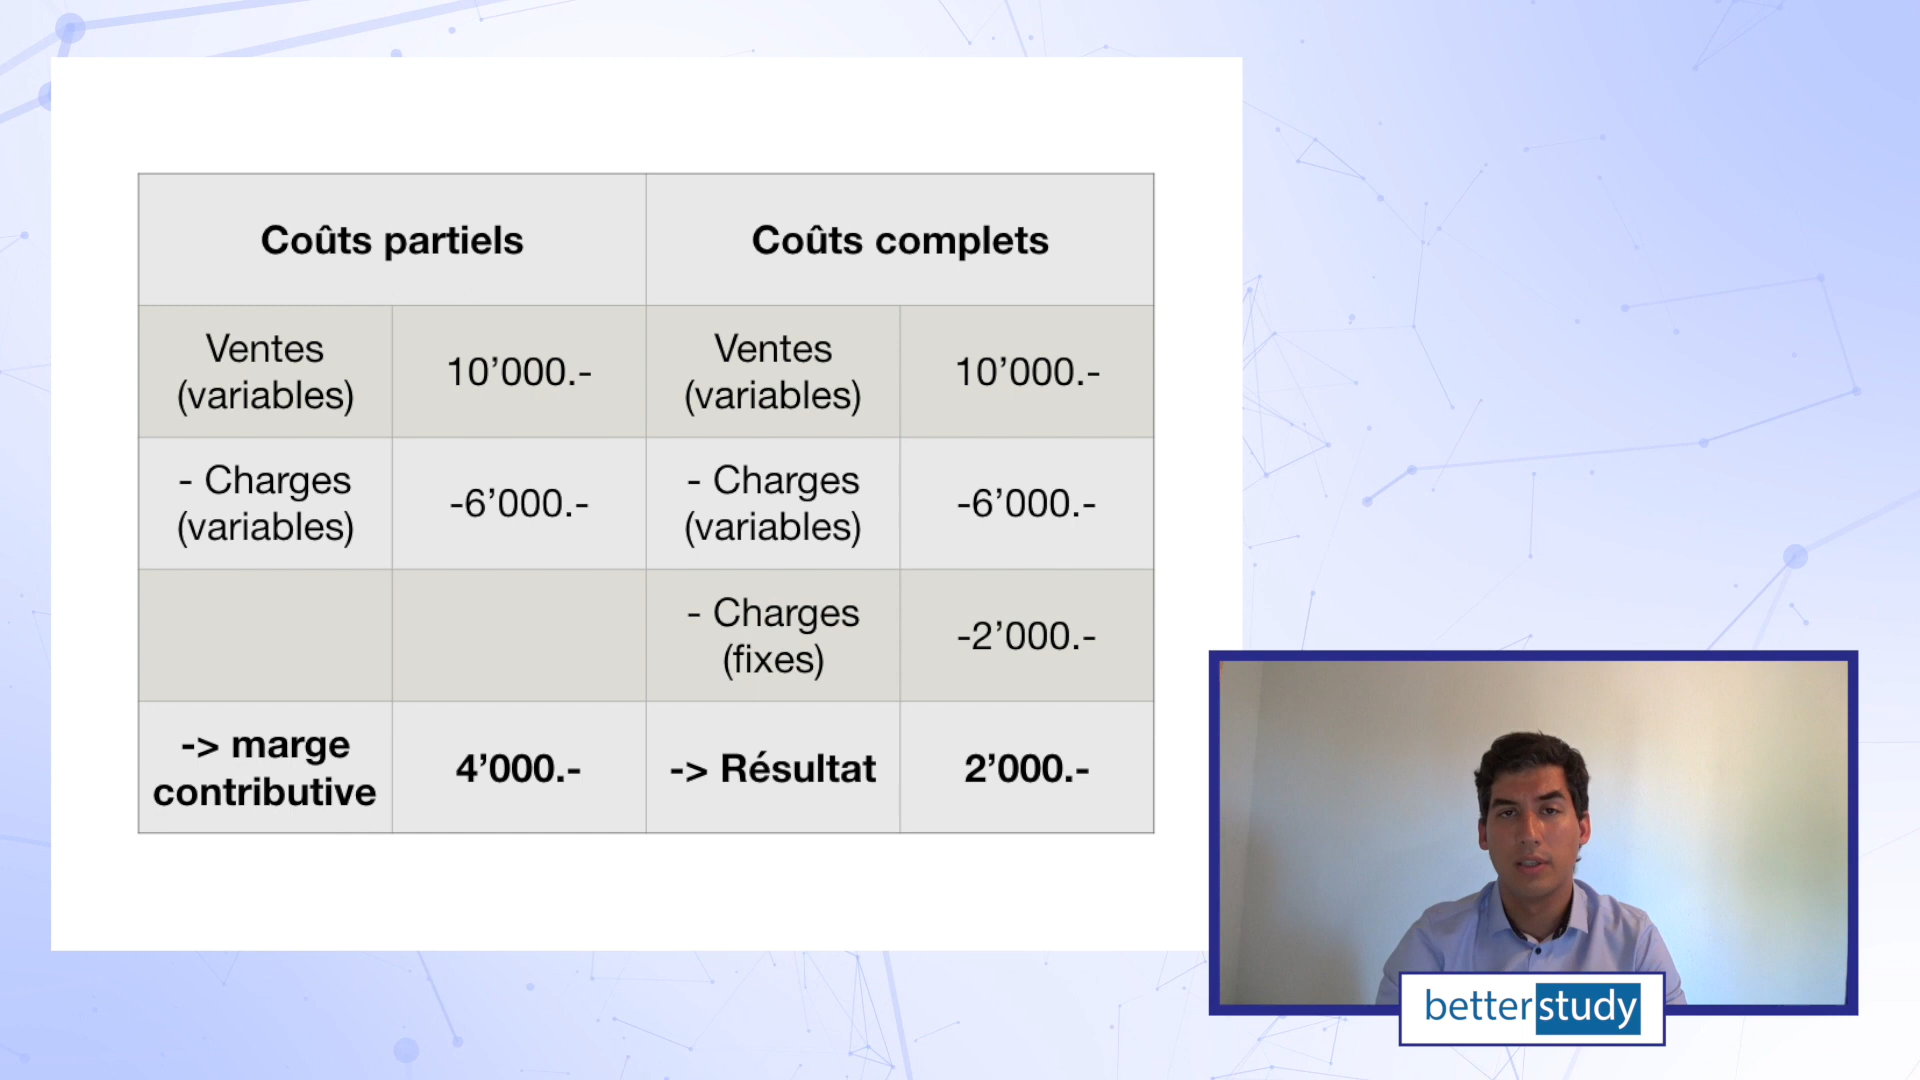 Coûts partiels
Coûts complets
Ventes
(variables)
10’000.-
Ventes
(variables)
10’000.-
- Charges
(variables)
-6’000.-
- Charges
(variables)
-6’000.-
- Charges
(fixes)
-2’000.-
-> marge
contributive
4’000.-
-> Résultat
2’000.-
betterstudy